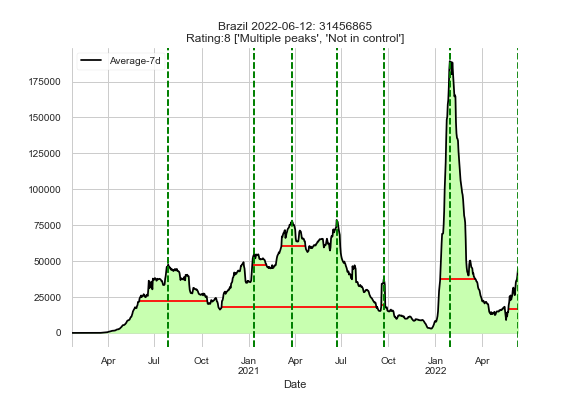 Brazil 2022-06-12: 31456865
Rating:8 ['Multiple peaks', 'Not in control']
Average-7d
175000
150000
125000
100000
75000
50000
25000
0
Apr Jul Oct Jan Apr Jul Oct Jan Apr
2021 2022
Date